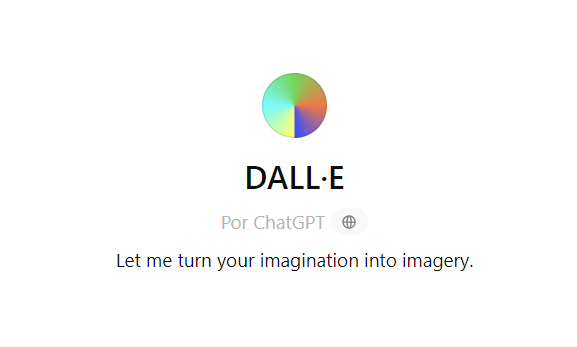 DALL·E
Por ChatGPT
Let me turn your imagination into imagery.